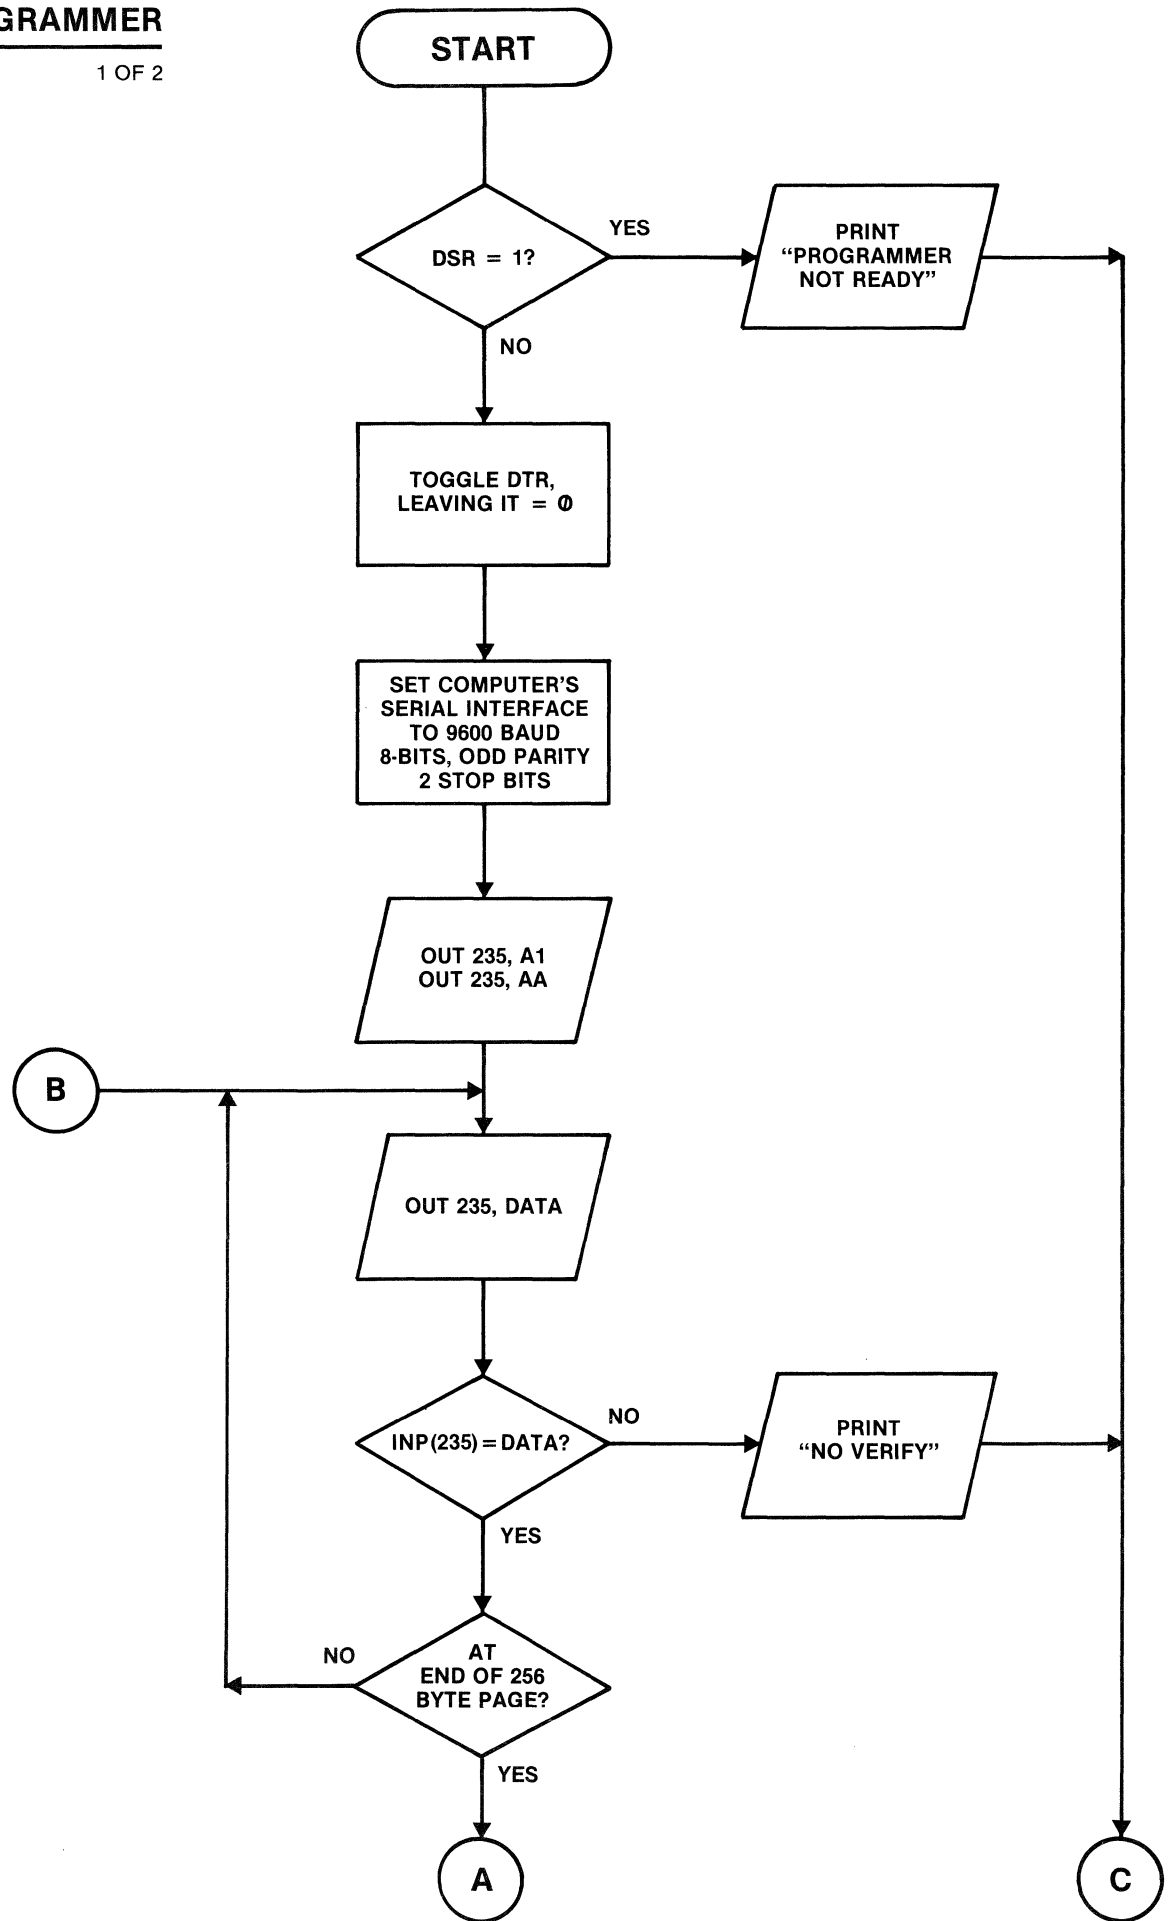 GRAMMER
1 OF 2
START
DSR = 1?
YES
PRINT
“PROGRAMMER
NOT READY”
NO
TOGGLE DTR,
LEAVING IT = 0
SET COMPUTER'S
SERIAL INTERFACE
TO 9600 BAUD
8-BITS, ODD PARITY
2 STOP BITS
OUT 235, A1
OUT 235, AA
B
OUT 235, DATA
INP(235)=DATA?
NO
PRINT
“NO VERIFY”
YES
AT
END OF 256
BYTE PAGE?
NO
YES
A
C